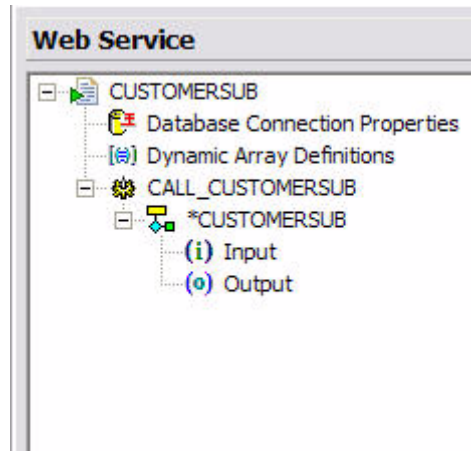 Web Service
CUSTOMERSUB
Database Connection Properties
Dynamic Array Definitions
CALL_CUSTOMERSUB
*CUSTOMERSUB
(i) Input
(o) Output